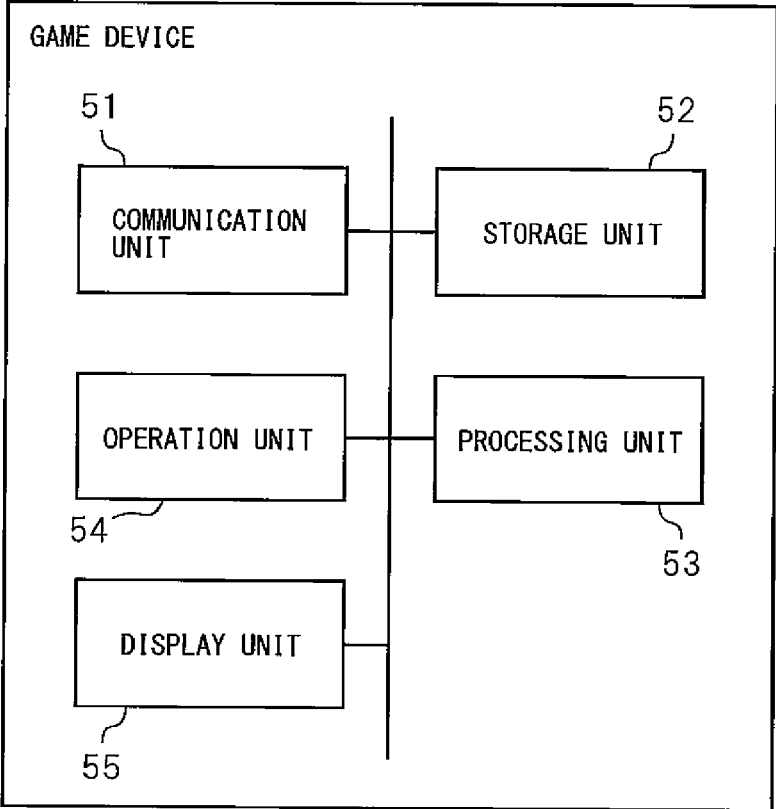 GAME DEVICE
51
52
COMMUNICATION
UNIT
STORAGE UNIT
OPERATION UNIT
PROCESSING UNIT
54
53
DISPLAY UNIT
55